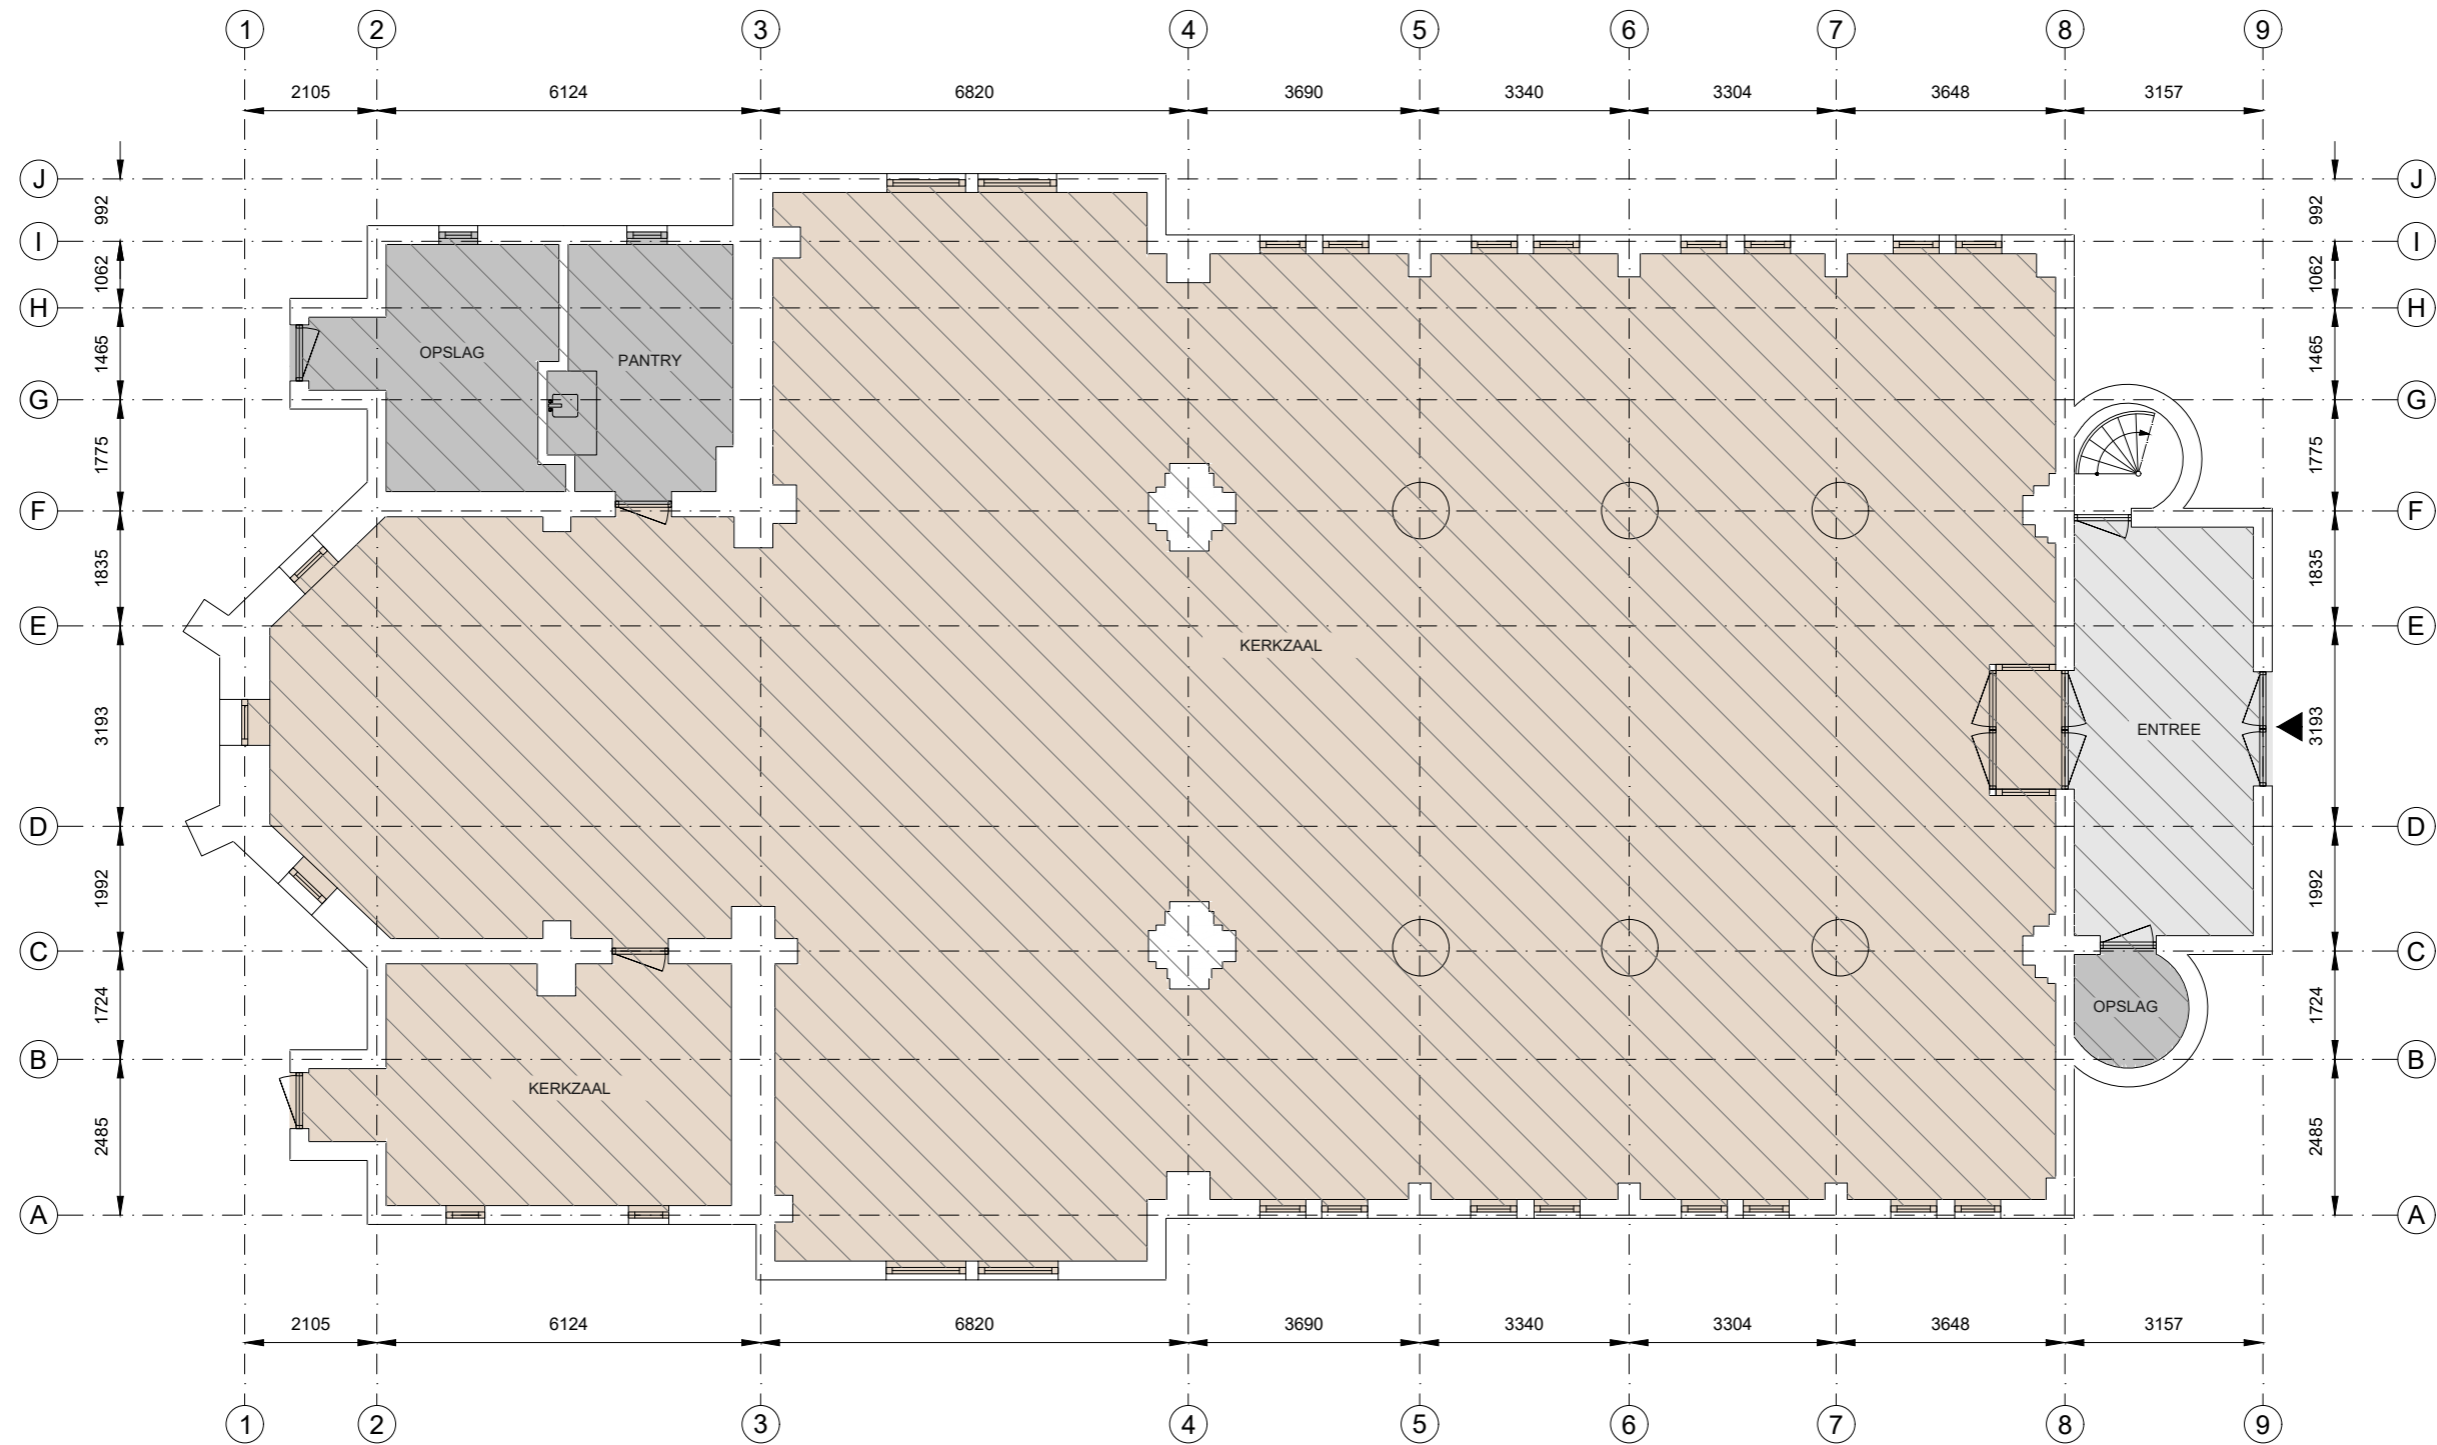 1 2 3 4 5 6 7 8 9
2105 6124 6820 3690 3340 3304 3648 3157
J J
992 992
I I
1062 1062
H H
1465 OPSLAG PANTRY 1465
G G
1775 1775
F F
1835 1835
E E
KERKZAAL
3193 ENTREE 3193
D D
1992 1992
C C
1724 OPSLAG 1724
B B
KERKZAAL
2485 2485
A A
2105 6124 6820 3690 3340 3304 3648 3157
1 2 3 4 5 6 7 8 9